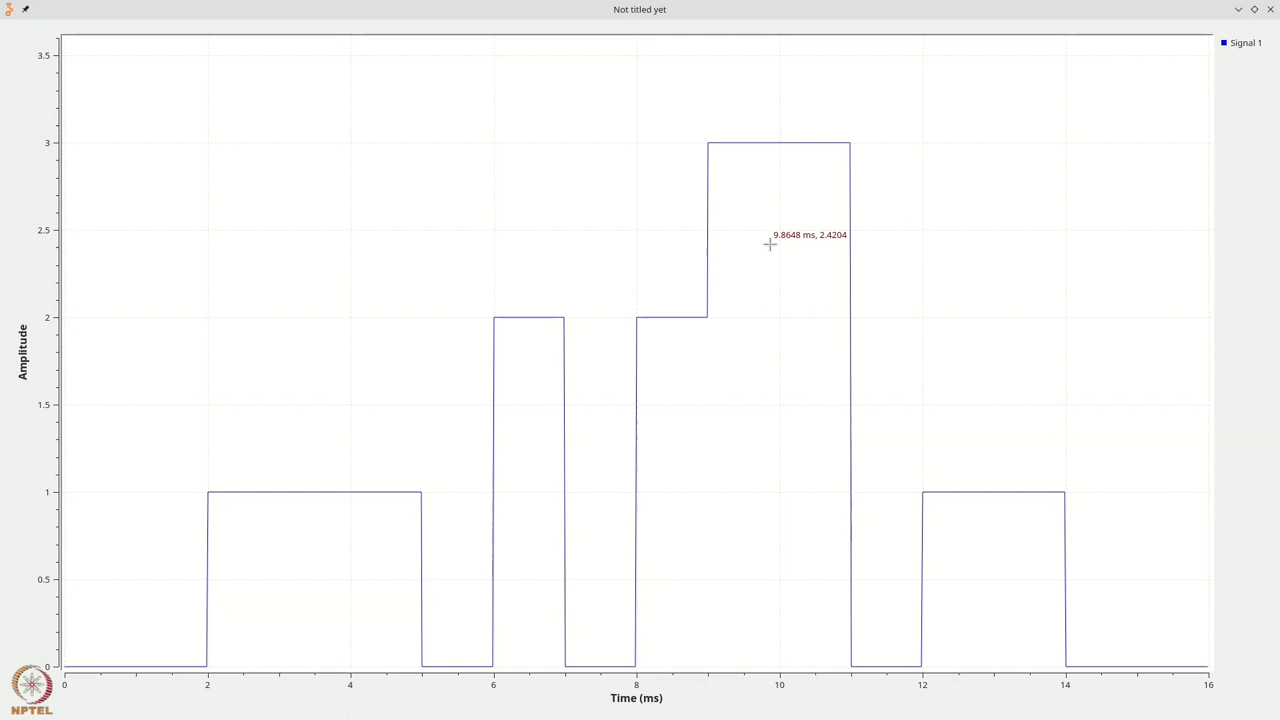 Not titled yet
Signal 1
3.5
3
2.5
2
1.5
1
0.5
0
Amplitude
9.8648 ms, 2.4204
0 2 4 6 8 10 12 14 16
Time (ms)
NPTEL